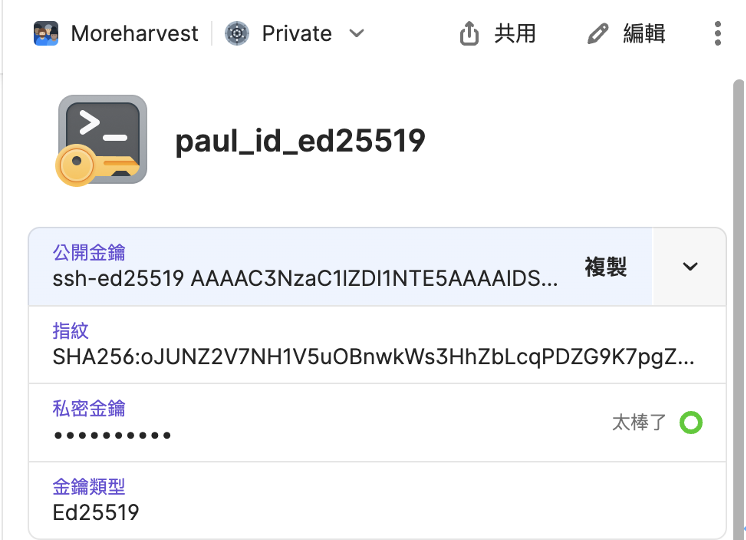 Moreharvest Private 共用 編輯
paul_id_ed25519
公開金鑰
ssh-ed25519 AAAAC3NzaC1lZDI1NTE5AAAAIDS... 複製
指紋
SHA256:oJUNZ2V7NH1V5uOBnwkWs3HhZbLcqPDZG9K7pgZ...
私密金鑰
•••••••••• 太棒了
金鑰類型
Ed25519